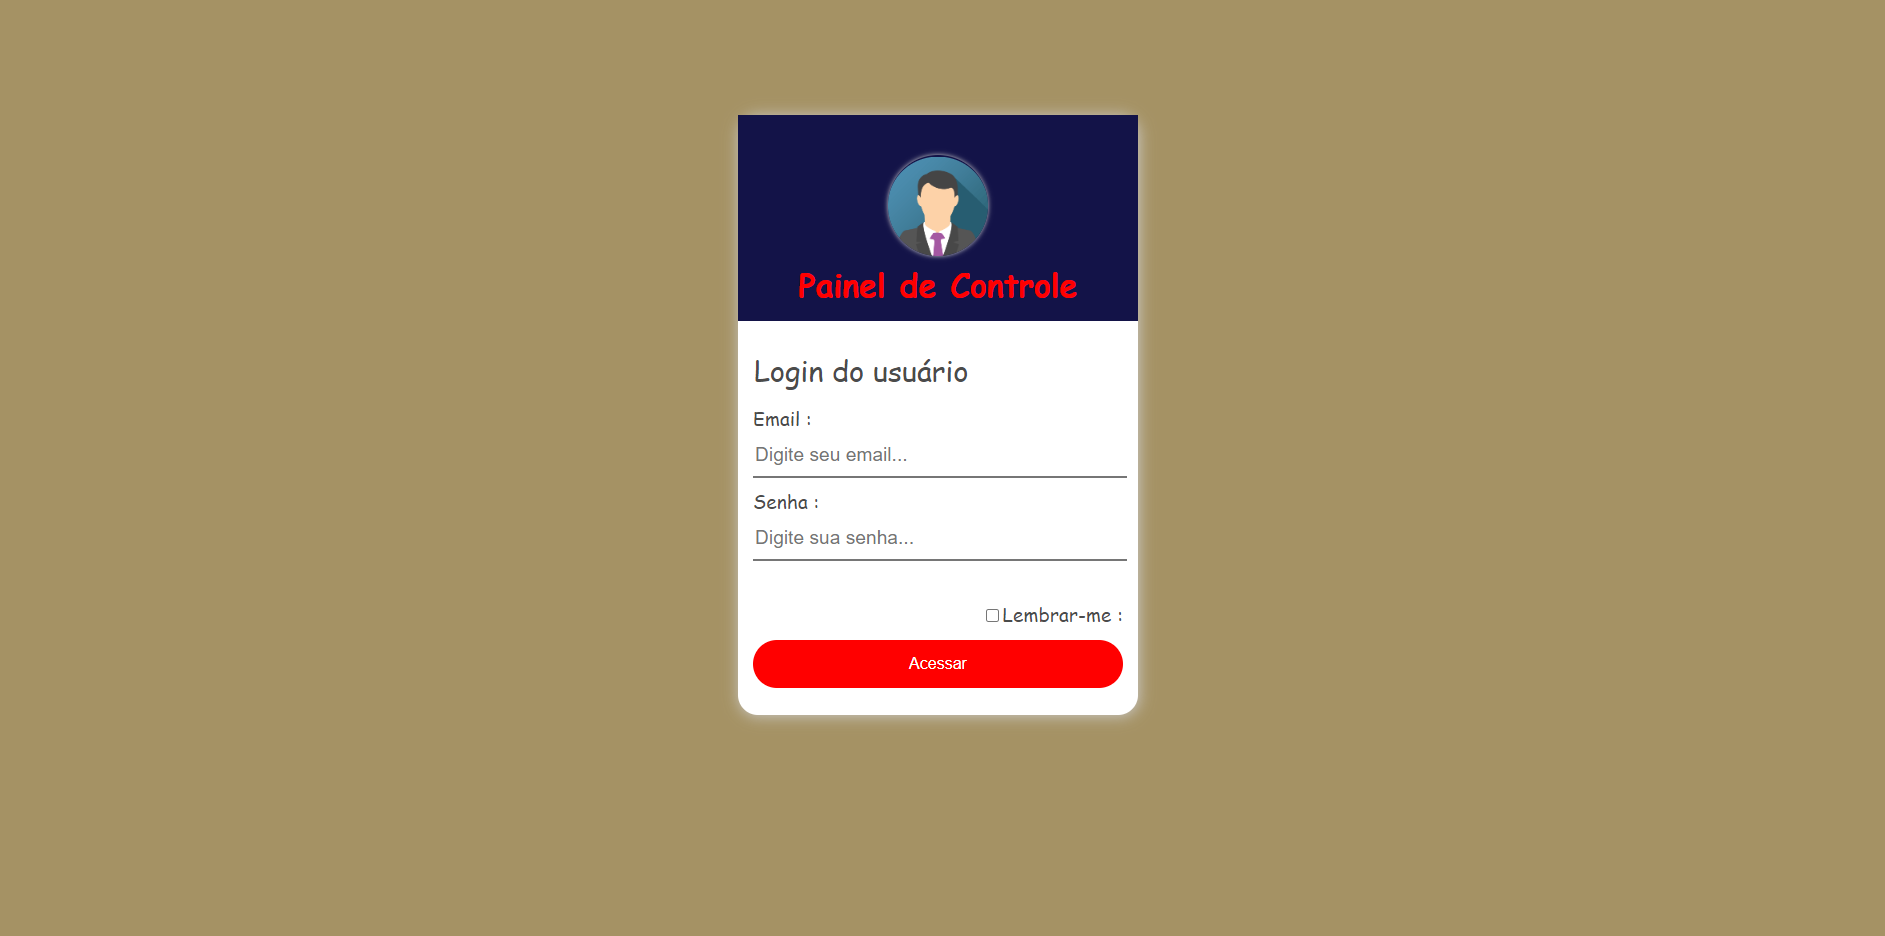 Painel de Controle
Login do usuário
Email :
Digite seu email...
Senha :
Digite sua senha...
Lembrar-me :
Acessar